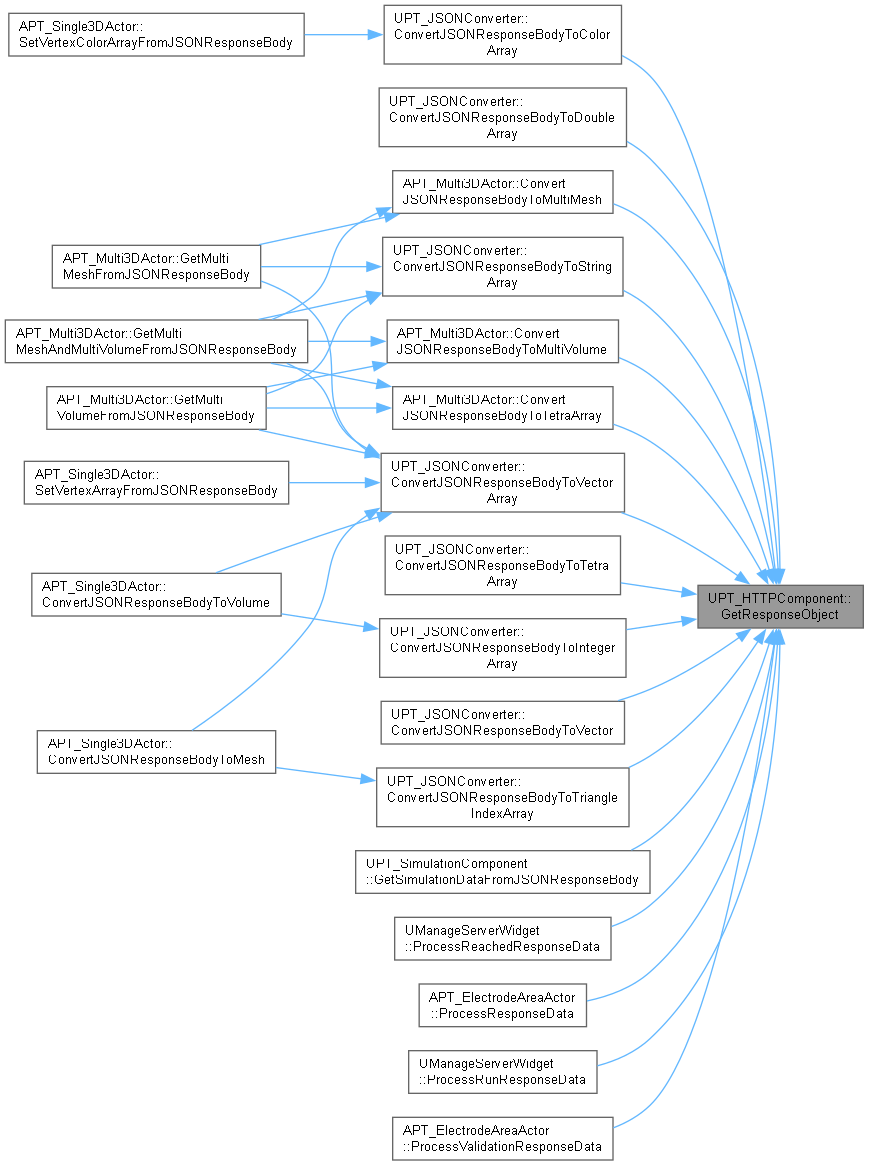 APT_Single3DActor::
SetVertexColorArrayFromJSONResponseBody
UPT_JSONConverter::
ConvertJSONResponseBodyToColor
Array
UPT_JSONConverter::
ConvertJSONResponseBodyToDouble
Array
APT_Multi3DActor::Convert
JSONResponseBodyToMultiMesh
APT_Multi3DActor::GetMulti
MeshFromJSONResponseBody
UPT_JSONConverter::
ConvertJSONResponseBodyToString
Array
APT_Multi3DActor::GetMulti
MeshAndMultiVolumeFromJSONResponseBody
APT_Multi3DActor::Convert
JSONResponseBodyToMultiVolume
APT_Multi3DActor::GetMulti
VolumeFromJSONResponseBody
APT_Multi3DActor::Convert
JSONResponseBodyToTetraArray
APT_Single3DActor::
SetVertexArrayFromJSONResponseBody
UPT_JSONConverter::
ConvertJSONResponseBodyToVector
Array
UPT_JSONConverter::
ConvertJSONResponseBodyToTetra
Array
APT_Single3DActor::
ConvertJSONResponseBodyToVolume
UPT_HTTPComponent::
GetResponseObject
UPT_JSONConverter::
ConvertJSONResponseBodyToInteger
Array
UPT_JSONConverter::
ConvertJSONResponseBodyToVector
APT_Single3DActor::
ConvertJSONResponseBodyToMesh
UPT_JSONConverter::
ConvertJSONResponseBodyToTriangle
IndexArray
UPT_SimulationComponent
::GetSimulationDataFromJSONResponseBody
UManageServerWidget
::ProcessReachedResponseData
APT_ElectrodeAreaActor
::ProcessResponseData
UManageServerWidget
::ProcessRunResponseData
APT_ElectrodeAreaActor
::ProcessValidationResponseData